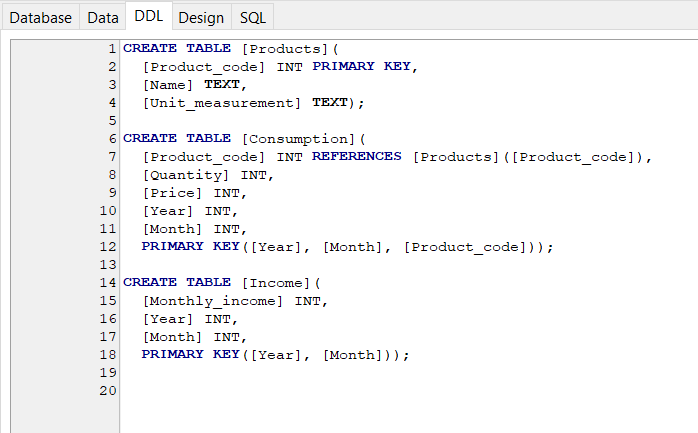 Database Data DDL Design SQL
1 CREATE TABLE [Products](
2 [Product_code] INT PRIMARY KEY,
3 [Name] TEXT,
4 [Unit_measurement] TEXT);
5
6 CREATE TABLE [Consumption](
7 [Product_code] INT REFERENCES [Products]([Product_code]),
8 [Quantity] INT,
9 [Price] INT,
10 [Year] INT,
11 [Month] INT,
12 PRIMARY KEY([Year], [Month], [Product_code]));
13
14 CREATE TABLE [Income](
15 [Monthly_income] INT,
16 [Year] INT,
17 [Month] INT,
18 PRIMARY KEY([Year], [Month]));
19
20